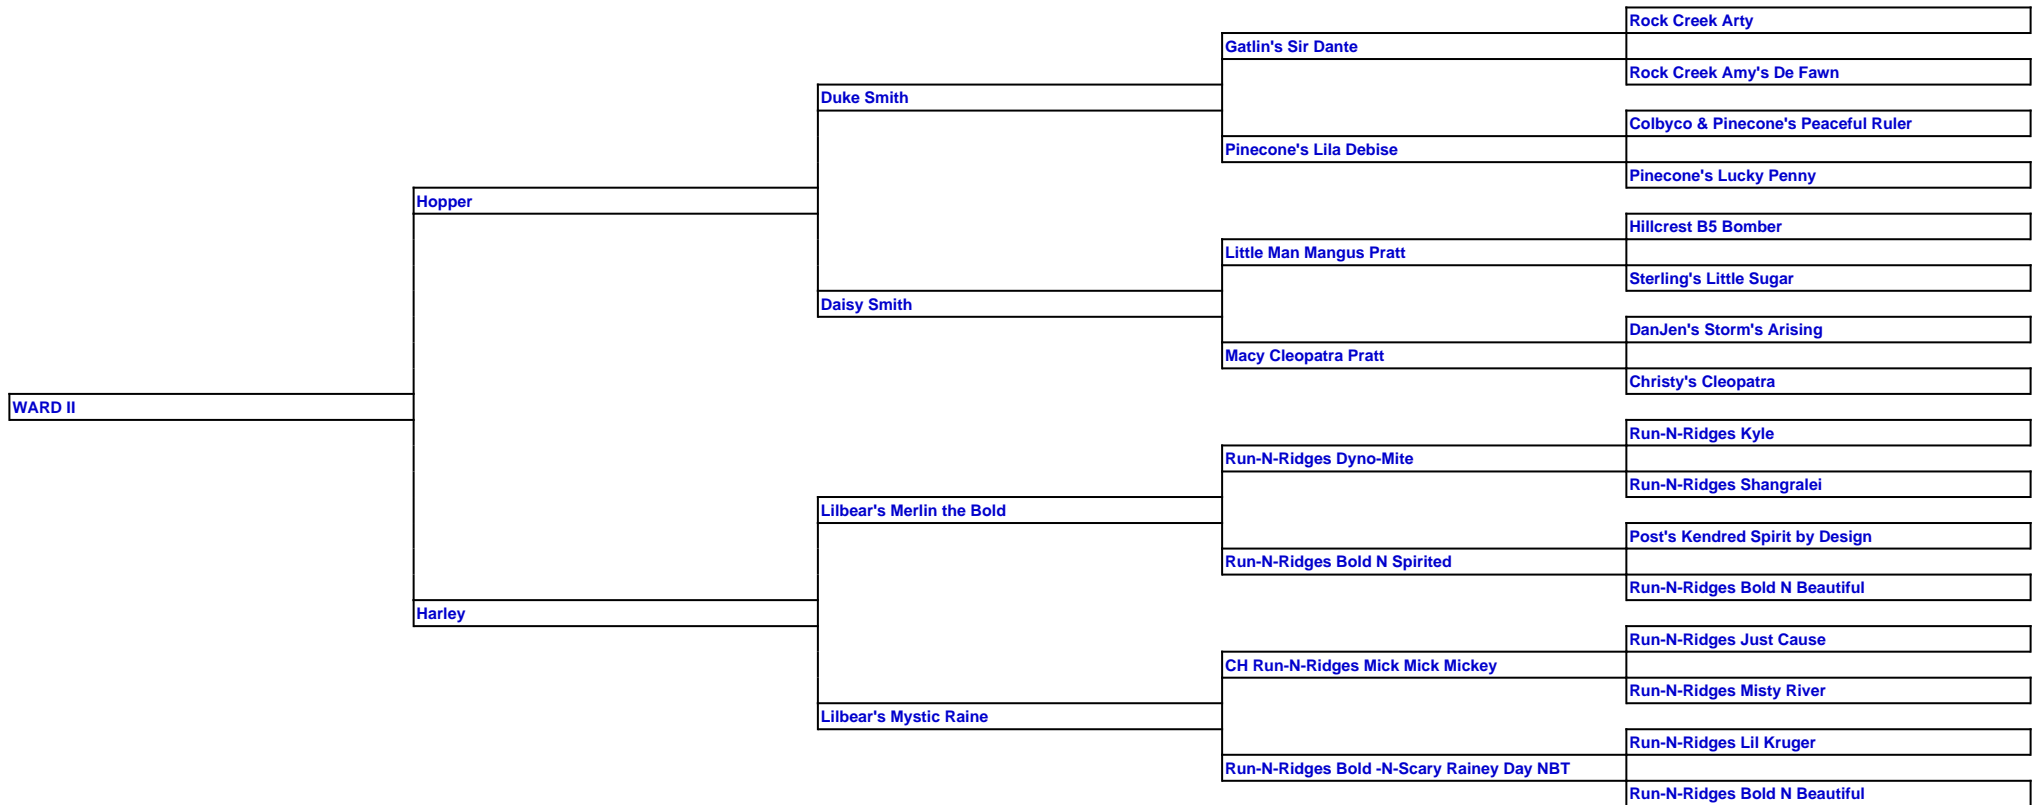 Rock Creek Arty
Gatlin's Sir Dante
Rock Creek Amy's De Fawn
Duke Smith
Colbyco & Pinecone's Peaceful Ruler
Pinecone's Lila Debise
Pinecone's Lucky Penny
Hopper
Hillcrest B5 Bomber
Little Man Mangus Pratt
Sterling's Little Sugar
Daisy Smith
DanJen's Storm's Arising
Macy Cleopatra Pratt
Christy's Cleopatra
WARD II
Run-N-Ridges Kyle
Run-N-Ridges Dyno-Mite
Run-N-Ridges Shangralei
Lilbear's Merlin the Bold
Post's Kendred Spirit by Design
Run-N-Ridges Bold N Spirited
Run-N-Ridges Bold N Beautiful
Harley
Run-N-Ridges Just Cause
CH Run-N-Ridges Mick Mick Mickey
Run-N-Ridges Misty River
Lilbear's Mystic Raine
Run-N-Ridges Lil Kruger
Run-N-Ridges Bold -N-Scary Rainey Day NBT
Run-N-Ridges Bold N Beautiful